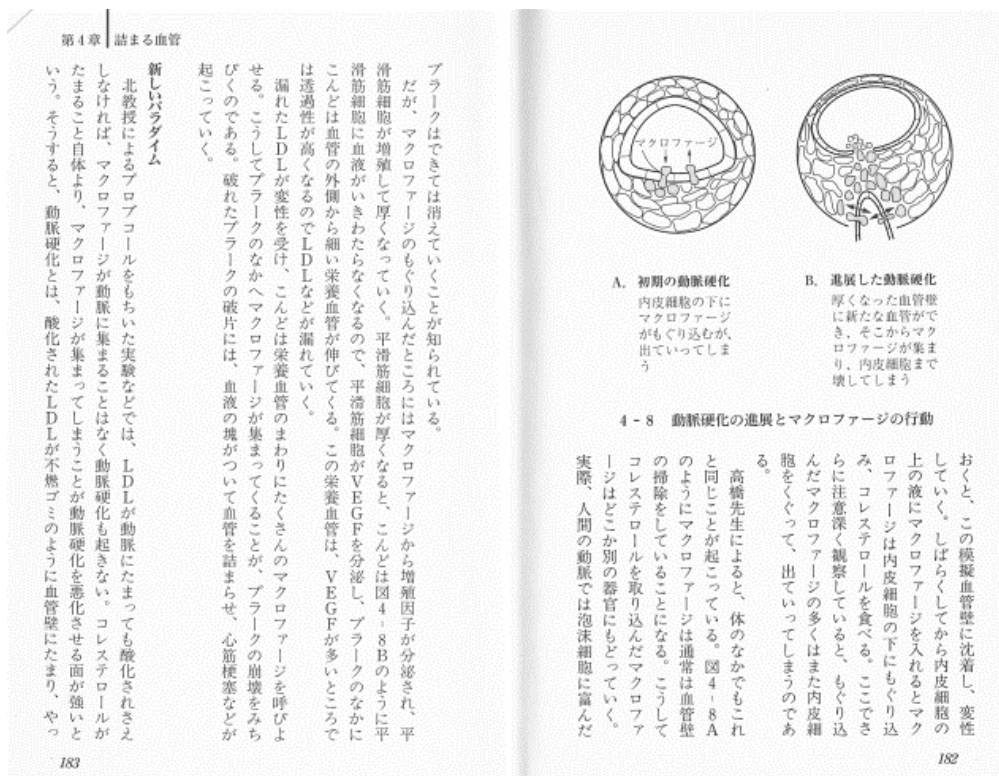 マクロファージ
A. 初期の動脈硬化
内皮細胞の下に
マクロファージ
がもぐり込むが、
出ていってしま
う
B. 進展した動脈硬化
厚くなった血管壁
に新たな血管がで
き、そこからマク
ロファージが集ま
り、内皮細胞まで
壊してしまう
4-8 動脈硬化の進展とマクロファージの行動
おくと、この模擬血管壁に沈着し、変性
していく。しばらくしてから内皮細胞の
上の液にマクロファージを入れるとマク
ロファージは内皮細胞の下にもぐり込
み、コレステロールを食べる。ここでさ
らに注意深く観察していると、もぐり込
んだマクロファージの多くはまた内皮細
胞をくぐって、出ていってしまうのであ
る。
高橋先生によると、体のなかでもこれ
と同じことが起こっている。図4-8A
のようにマクロファージは通常は血管壁
の掃除をしていることになる。こうして
コレステロールを取り込んだマクロファ
ージはどこか別の器官にもどっていく。
実際、人間の動脈では泡沫細胞に富んだ
182
第4章 詰まる血管
プラークはできては消えていくことが知られている。
だが、マクロファージのもぐり込んだところにはマクロファージから増殖因子が分泌され、平
滑筋細胞が増殖して厚くなっていく。平滑筋細胞が厚くなると、こんどは図4-8Bのように平
滑筋細胞に血液がいきわたらなくなるので、平滑筋細胞がVEGFを分泌し、プラークのなかに
こんどは血管の外側から細い栄養血管が伸びてくる。この栄養血管は、VEGFが多いところで
は透過性が高くなるのでLDLなどが漏れていく。
漏れたLDLが変性を受け、こんどは栄養血管のまわりにたくさんのマクロファージを呼びよ
せる。こうしてプラークのなかへマクロファージが集まってくることが、プラークの崩壊をみち
びくのである。破れたプラークの破片には、血液の塊がついて血管を詰まらせ、心筋梗塞などが
起こっていく。
新しいパラダイム
北教授によるプロブコールをもちいた実験などでは、LDLが動脈にたまっても酸化されさえ
しなければ、マクロファージが動脈に集まることはなく動脈硬化も起きない。コレステロールが
たまること自体より、マクロファージが集まってしまうことが動脈硬化を悪化させる面が強いと
いう。そうすると、動脈硬化とは、酸化されたLDLが不燃ゴミのように血管壁にたまり、やっ
183